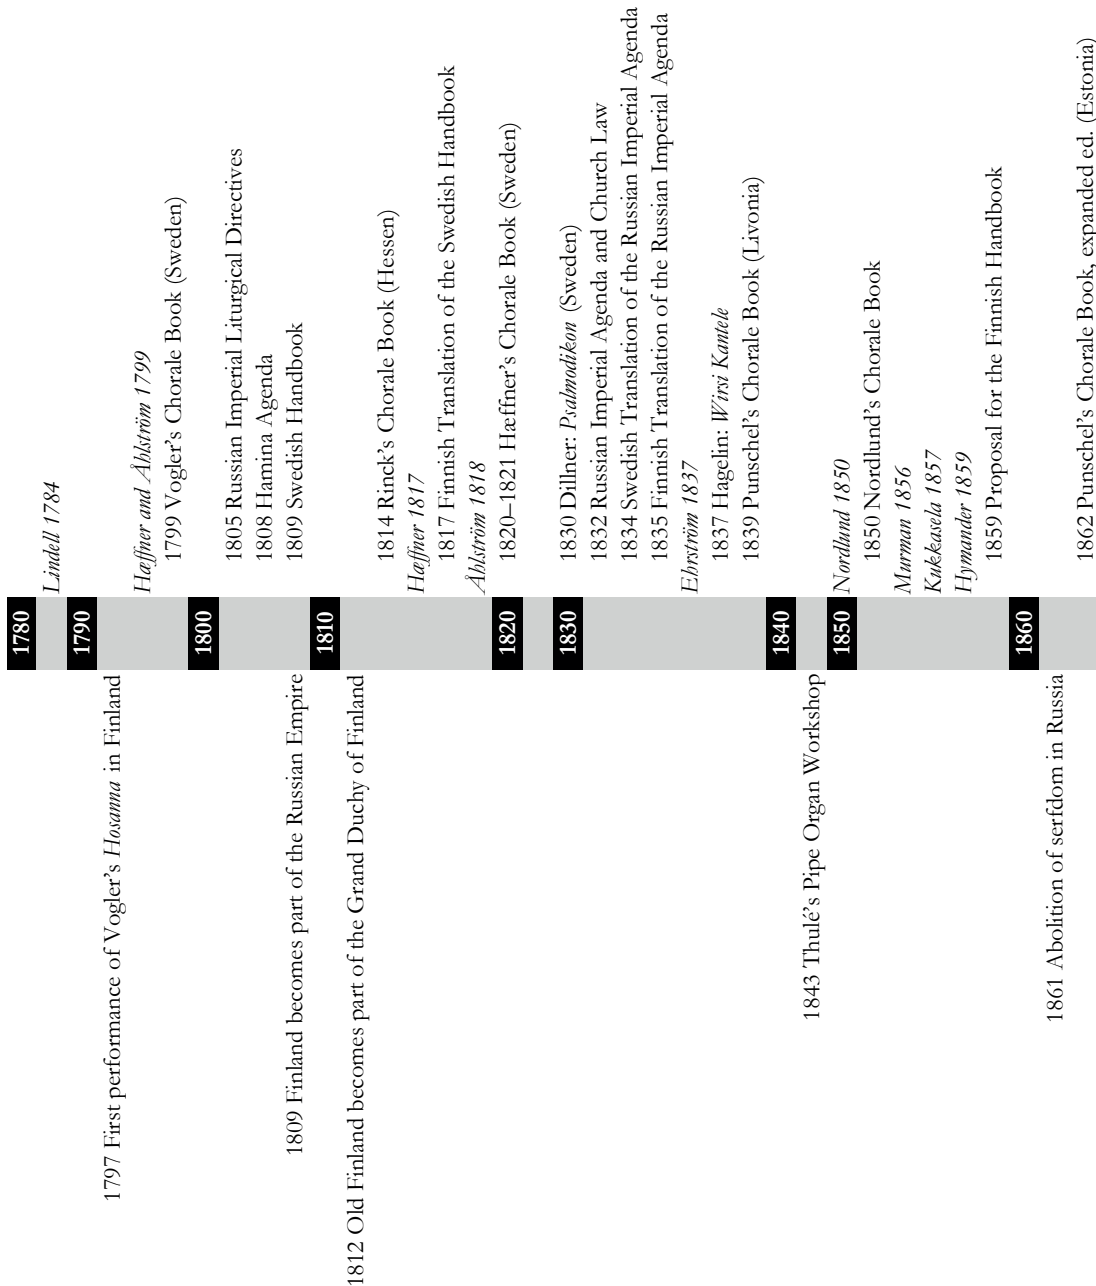 1780
Lindell 1784
1790
1797 First performance of Vogler's Hosanna in Finland
Hæffner and Åhlström 1799
1799 Vogler's Chorale Book (Sweden)
1800
1805 Russian Imperial Liturgical Directives
1808 Hamina Agenda
1809 Swedish Handbook
1809 Finland becomes part of the Russian Empire
1810
1812 Old Finland becomes part of the Grand Duchy of Finland
1814 Rinck's Chorale Book (Hessen)
Hæffner 1817
1817 Finnish Translation of the Swedish Handbook
Åhlström 1818
1820
1820–1821 Hæffner's Chorale Book (Sweden)
1830
1830 Dillner: Psalmodikon (Sweden)
1832 Russian Imperial Agenda and Church Law
1834 Swedish Translation of the Russian Imperial Agenda
1835 Finnish Translation of the Russian Imperial Agenda
Ehrström 1837
1837 Hagelin: Wirsi Kantele
1839 Punschel's Chorale Book (Livonia)
1840
1843 Thulé's Pipe Organ Workshop
1850
Nordlund 1850
1850 Nordlund's Chorale Book
Murman 1856
Kukkasela 1857
Hymander 1859
1859 Proposal for the Finnish Handbook
1860
1861 Abolition of serfdom in Russia
1862 Punschel's Chorale Book, expanded ed. (Estonia)